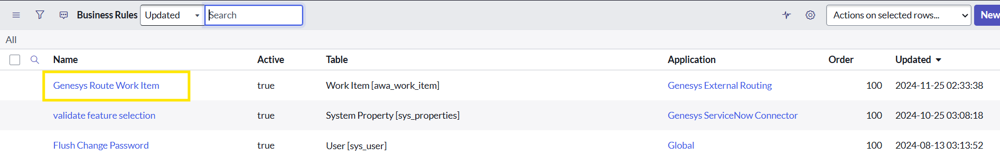 Business Rules Updated Search Actions on selected rows... New
All
Name Active Table Application Order Updated
Genesys Route Work Item true Work Item [awa_work_item] Genesys External Routing 100 2024-11-25 02:33:38
validate feature selection true System Property [sys_properties] Genesys ServiceNow Connector 100 2024-10-25 03:08:18
Flush Change Password true User [sys_user] Global 100 2024-08-13 03:13:52